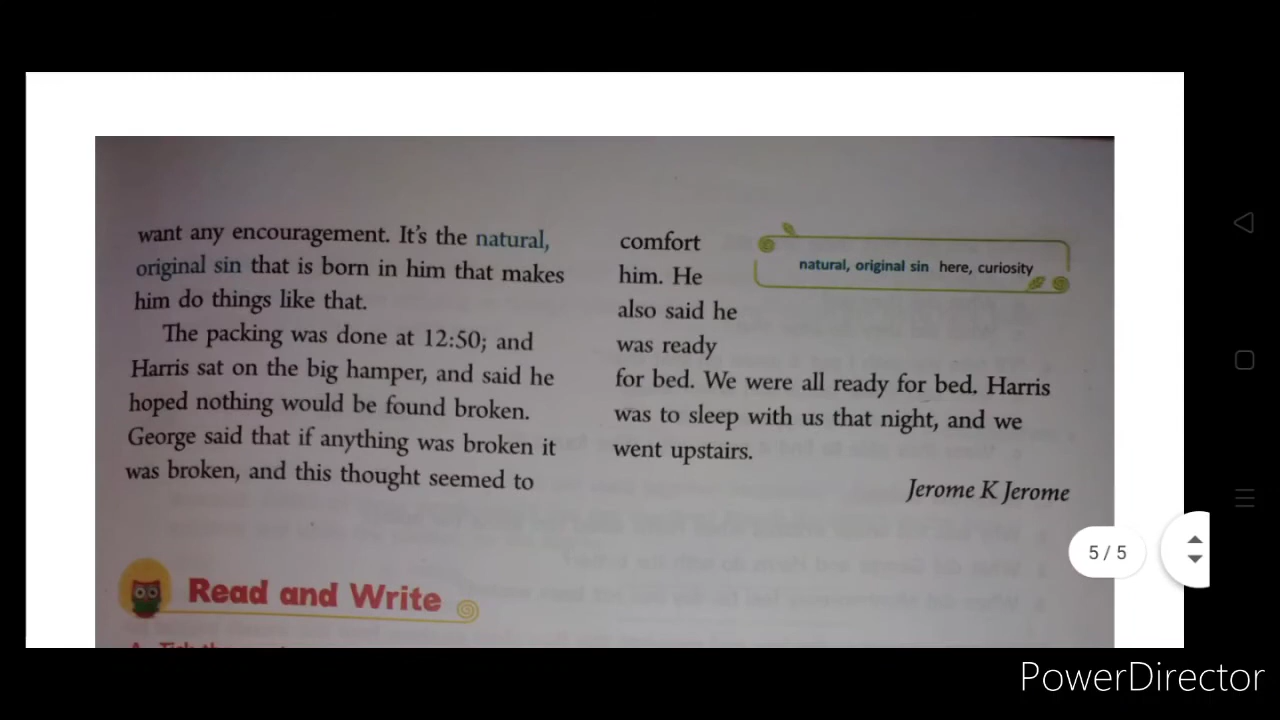 want any encouragement. It's the natural,
original sin that is born in him that makes
him do things like that.
The packing was done at 12:50; and
Harris sat on the big hamper, and said he
hoped nothing would be found broken.
George said that if anything was broken it
was broken, and this thought seemed to
comfort
him. He
also said he
was ready
for bed. We were all ready for bed. Harris
was to sleep with us that night, and we
went upstairs.
Jerome K Jerome
natural, original sin here, curiosity
Read and Write
5 / 5
PowerDirector